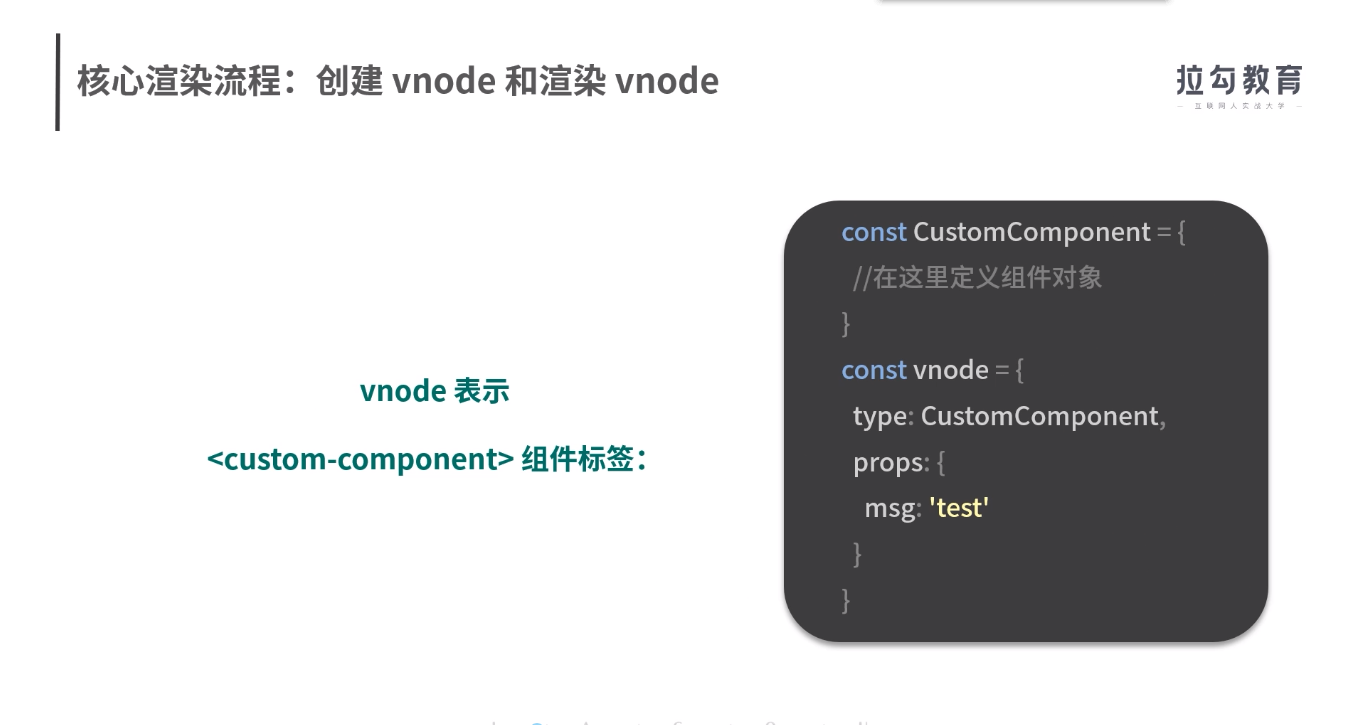 核心渲染流程：创建 vnode 和渲染 vnode
拉勾教育
— 互联网人实战大学 —
const CustomComponent = {
//在这里定义组件对象
}
const vnode = {
type: CustomComponent,
props: {
msg: 'test'
}
}
vnode 表示
<custom-component> 组件标签：